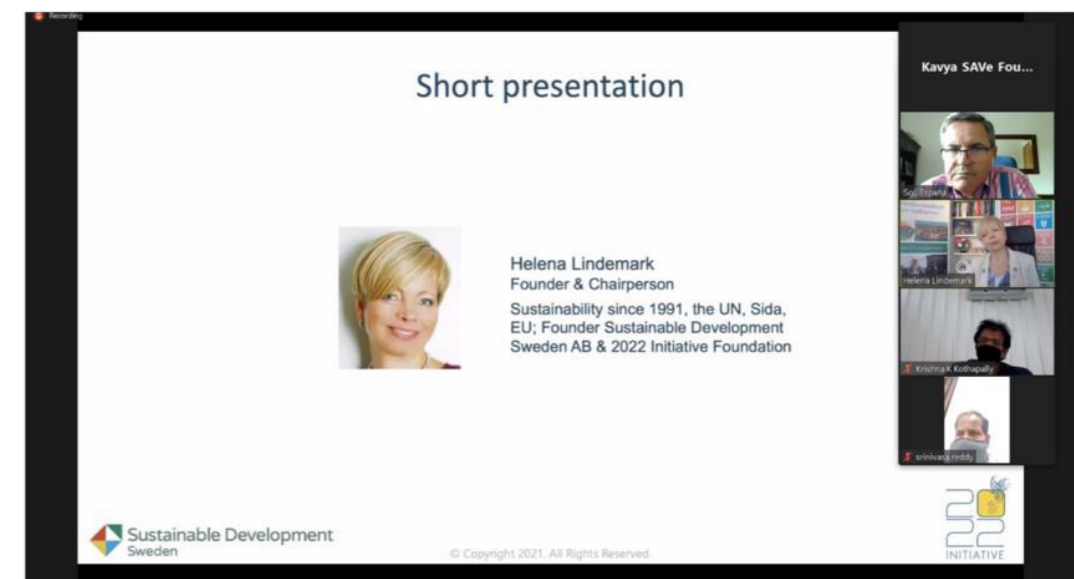 Recording
Short presentation
Helena Lindemark
Founder & Chairperson
Sustainability since 1991, the UN, Sida,
EU; Founder Sustainable Development
Sweden AB & 2022 Initiative Foundation
Sustainable Development
Sweden
© Copyright 2021. All Rights Reserved.
2022
INITIATIVE
Kavya SAVe Fou...
España
Helena Lindemark
Krishna K Kothapally
srinivasa reddy